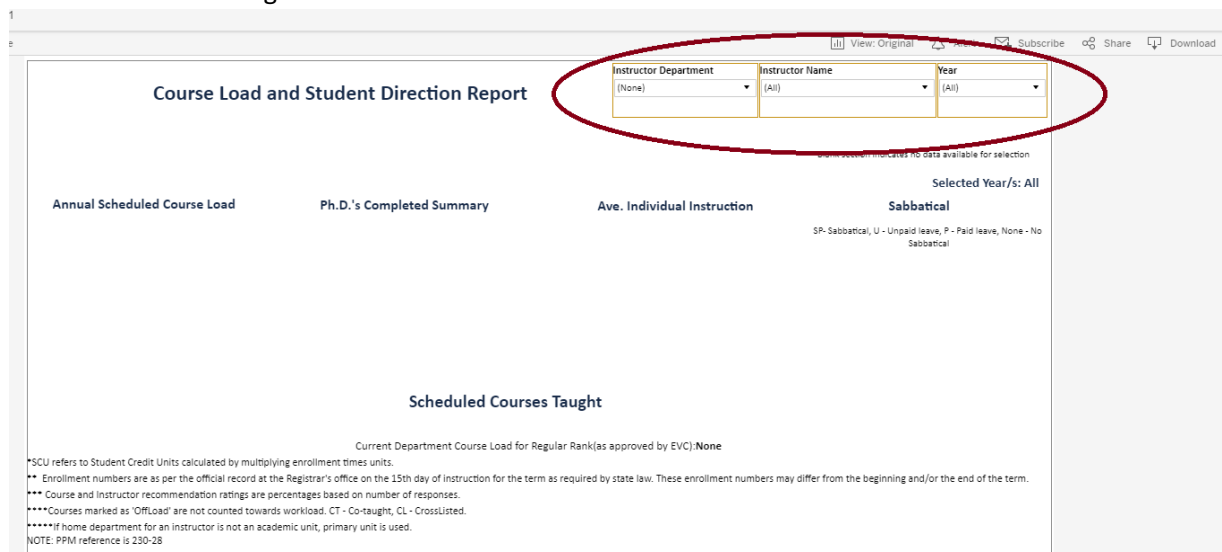 1
e
View: Original Alerts Subscribe Share Download
Instructor Department Instructor Name Year
(None) (All) (All)
Course Load and Student Direction Report
Blank section indicates no data available for selection
Selected Year/s: All
Annual Scheduled Course Load Ph.D.'s Completed Summary Ave. Individual Instruction Sabbatical
SP- Sabbatical, U - Unpaid leave, P - Paid leave, None - No
Sabbatical
Scheduled Courses Taught
Current Department Course Load for Regular Rank(as approved by EVC):None
*SCU refers to Student Credit Units calculated by multiplying enrollment times units.
** Enrollment numbers are as per the official record at the Registrar's office on the 15th day of instruction for the term as required by state law. These enrollment numbers may differ from the beginning and/or the end of the term.
*** Course and Instructor recommendation ratings are percentages based on number of responses.
****Courses marked as 'OffLoad' are not counted towards workload. CT - Co-taught, CL - CrossListed.
*****If home department for an instructor is not an academic unit, primary unit is used.
NOTE: PPM reference is 230-28